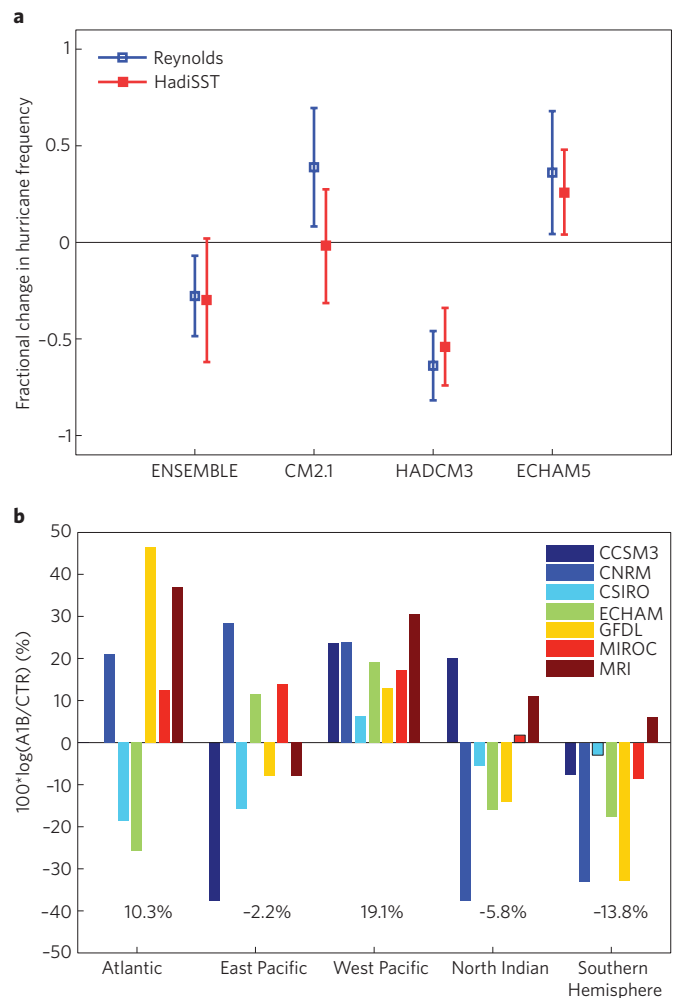 a
Fractional change in hurricane frequency
1
0.5
0
−0.5
−1
Reynolds
HadiSST
ENSEMBLE
CM2.1
HADCM3
ECHAM5
b
100*log(A1B/CTR) (%)
50
40
30
20
10
0
-10
-20
-30
-40
-50
CCSM3
CNRM
CSIRO
ECHAM
GFDL
MIROC
MRI
10.3%
-2.2%
19.1%
-5.8%
-13.8%
Atlantic
East Pacific
West Pacific
North Indian
Southern
Hemisphere